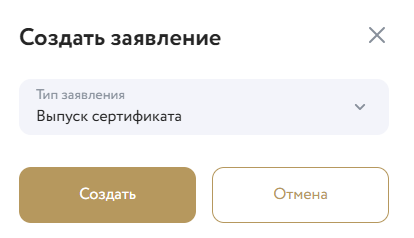 Создать заявление
Тип заявления
Выпуск сертификата
Создать
Отмена